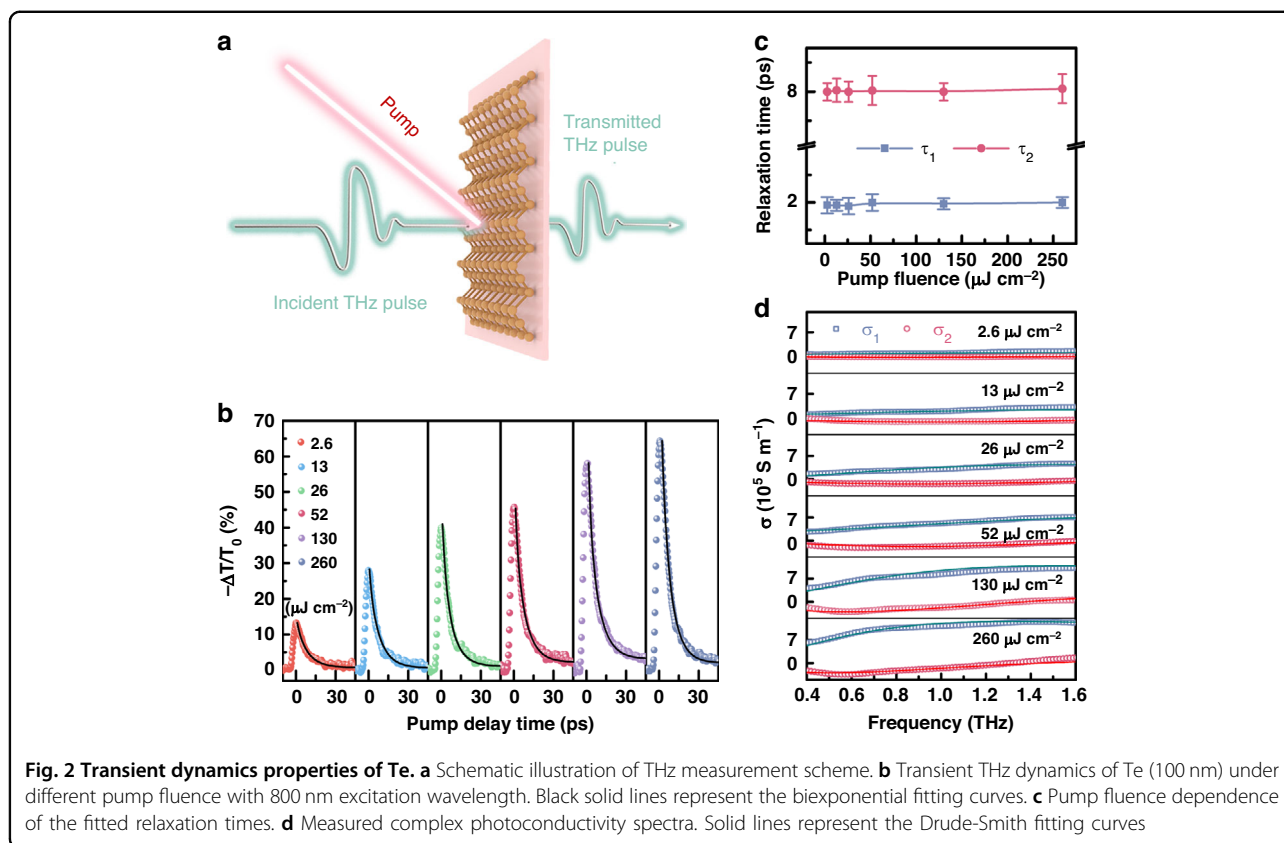 a
Pump
Transmitted
THz pulse
Incident THz pulse
b
−ΔT/T0 (%)
70
60
50
40
30
20
10
0
2.6
13
26
52
130
260
(μJ cm−2)
0 30 0 30 0 30 0 30 0 30 0 30
Pump delay time (ps)
c
Relaxation time (ps)
8
2
τ1 τ2
0 50 100 150 200 250
Pump fluence (μJ cm−2)
d
σ (10⁵ S m−1)
σ1 σ2 2.6 μJ cm−2
7
0
13 μJ cm−2
7
0
26 μJ cm−2
7
0
52 μJ cm−2
7
0
130 μJ cm−2
7
0
260 μJ cm−2
7
0
0.4 0.6 0.8 1.0 1.2 1.4 1.6
Frequency (THz)
Fig. 2 Transient dynamics properties of Te. a Schematic illustration of THz measurement scheme. b Transient THz dynamics of Te (100 nm) under
different pump fluence with 800 nm excitation wavelength. Black solid lines represent the biexponential fitting curves. c Pump fluence dependence
of the fitted relaxation times. d Measured complex photoconductivity spectra. Solid lines represent the Drude-Smith fitting curves